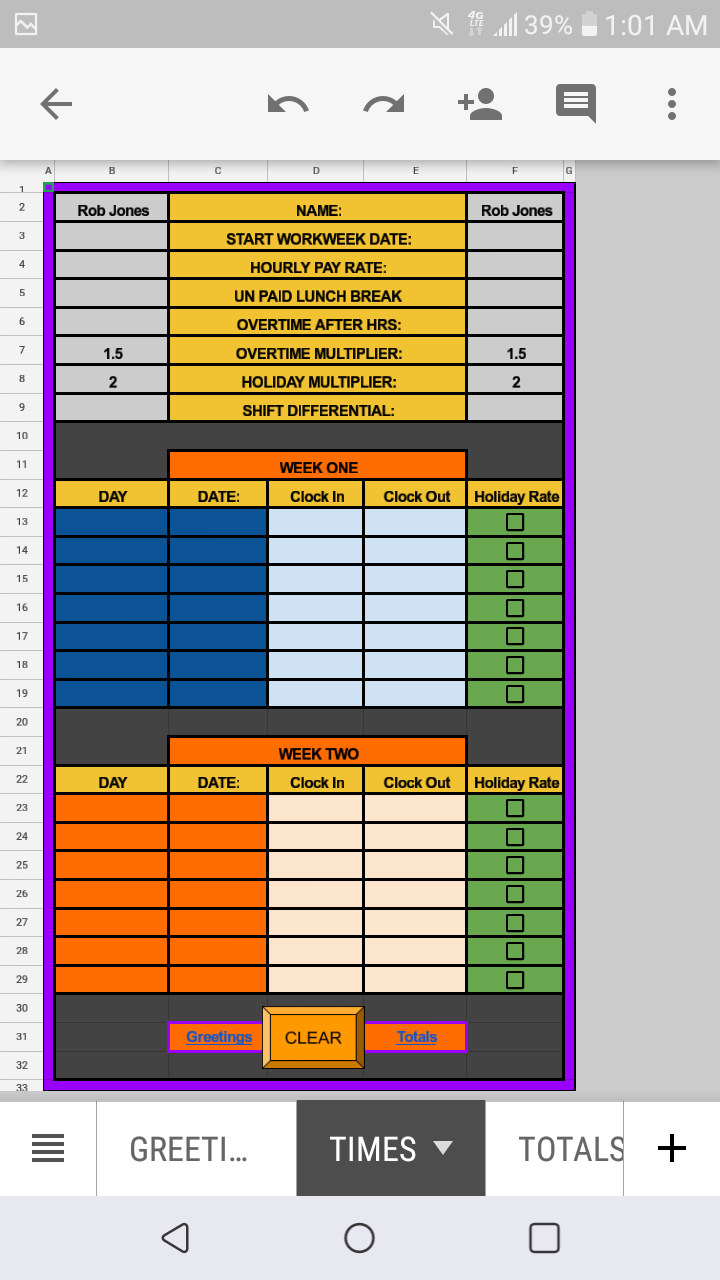 4G LTE 39% 1:01 AM
A B C D E F G
1
2 Rob Jones NAME: Rob Jones
3 START WORKWEEK DATE:
4 HOURLY PAY RATE:
5 UN PAID LUNCH BREAK
6 OVERTIME AFTER HRS:
7 1.5 OVERTIME MULTIPLIER: 1.5
8 2 HOLIDAY MULTIPLIER: 2
9 SHIFT DIFFERENTIAL:
10
11 WEEK ONE
12 DAY DATE: Clock In Clock Out Holiday Rate
13
14
15
16
17
18
19
20
21 WEEK TWO
22 DAY DATE: Clock In Clock Out Holiday Rate
23
24
25
26
27
28
29
30
31 Greetings CLEAR Totals
32
33
GREETI... TIMES TOTALS